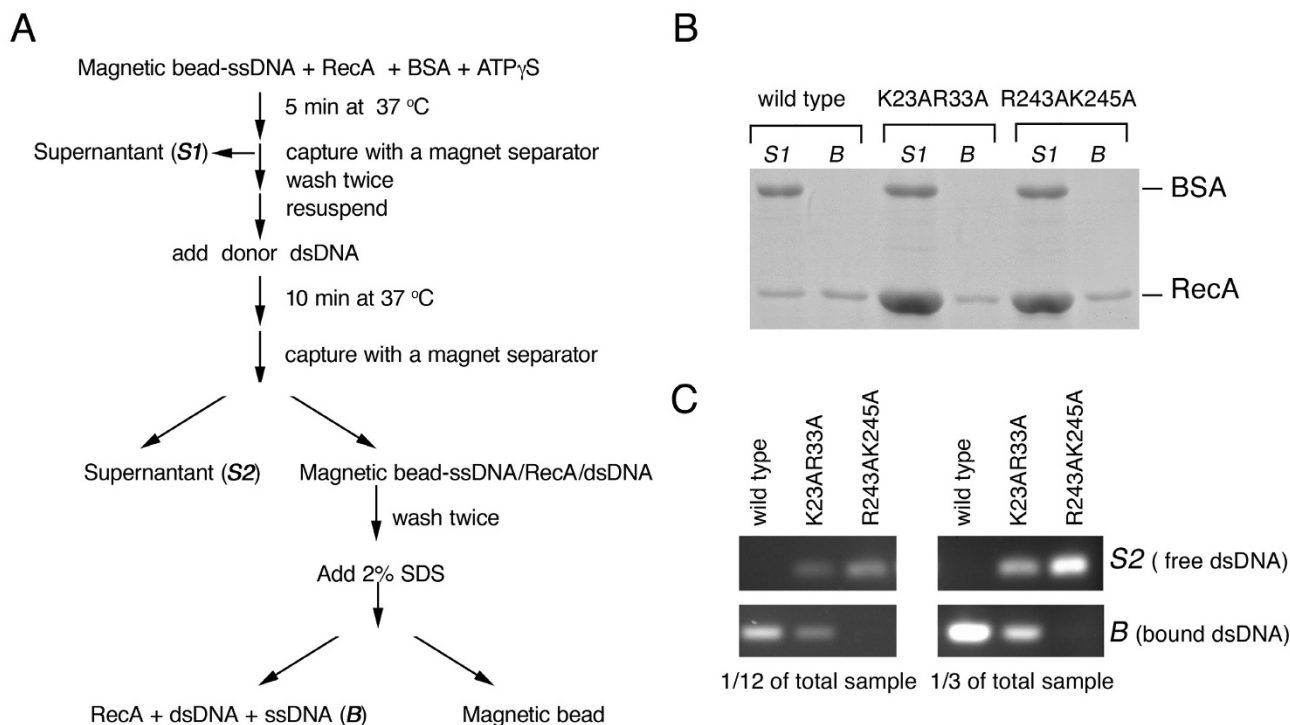 A
Magnetic bead-ssDNA + RecA + BSA + ATPγS
5 min at 37 °C
Supernantant (S1)
capture with a magnet separator
wash twice
resuspend
add donor dsDNA
10 min at 37 °C
capture with a magnet separator
Supernantant (S2)
Magnetic bead-ssDNA/RecA/dsDNA
wash twice
Add 2% SDS
RecA + dsDNA + ssDNA (B)
Magnetic bead
B
wild type K23AR33A R243AK245A
S1 B S1 B S1 B
BSA
RecA
C
wild type
K23AR33A
R243AK245A
wild type
K23AR33A
R243AK245A
S2 ( free dsDNA)
B (bound dsDNA)
1/12 of total sample
1/3 of total sample